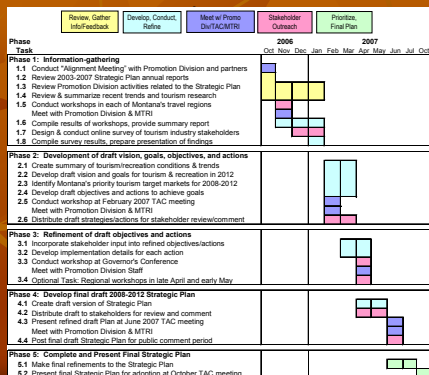 Review, Gather Info/Feedback
Develop, Conduct, Refine
Meet w/ Promo Div/TAC/MTRI
Stakeholder Outreach
Prioritize, Final Plan
Phase 2006 2007
Task Oct Nov Dec Jan Feb Mar Apr May Jun Jul Oct
Phase 1: Information-gathering
1.1 Conduct "Alignment Meeting" with Promotion Division and partners
1.2 Review 2003-2007 Strategic Plan annual reports
1.3 Review Promotion Division activities related to the Strategic Plan
1.4 Review & summarize recent trends and tourism research
1.5 Conduct workshops in each of Montana's travel regions
Meet with Promotion Division & MTRI
1.6 Compile results of workshops, provide summary report
1.7 Design & conduct online survey of tourism industry stakeholders
1.8 Compile survey results, prepare presentation of findings
Phase 2: Development of draft vision, goals, objectives, and actions
2.1 Create summary of tourism/recreation conditions & trends
2.2 Develop draft vision and goals for tourism & recreation in 2012
2.3 Identify Montana's priority tourism target markets for 2008-2012
2.4 Develop draft objectives and actions to achieve goals
2.5 Conduct workshop at February 2007 TAC meeting
Meet with Promotion Division & MTRI
2.6 Distribute draft strategies/actions for stakeholder review/comment
Phase 3: Refinement of draft objectives and actions
3.1 Incorporate stakeholder input into refined objectives/actions
3.2 Develop implementation details for each action
3.3 Conduct workshop at Governor's Conference
Meet with Promotion Division Staff
3.4 Optional Task: Regional workshops in late April and early May
Phase 4: Develop final draft 2008-2012 Strategic Plan
4.1 Create draft version of Strategic Plan
4.2 Distribute draft to stakeholders for review and comment
4.3 Present refined draft Plan at June 2007 TAC meeting
Meet with Promotion Division & MTRI
4.4 Post final draft Strategic Plan for public comment period
Phase 5: Complete and Present Final Strategic Plan
5.1 Make final refinements to the Strategic Plan
5.2 Present final Strategic Plan for adoption at October TAC meeting